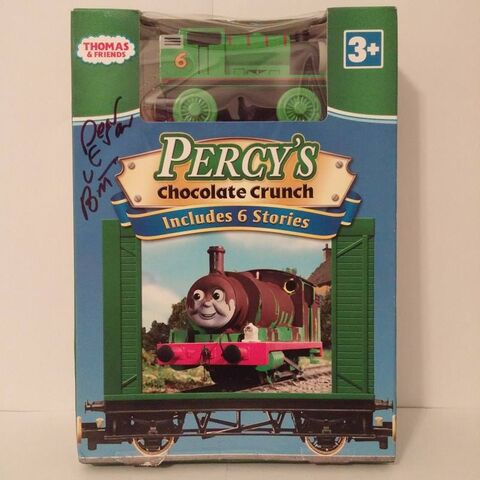 THOMAS
& FRIENDS
3+
6
PERCY'S
Chocolate Crunch
Includes 6 Stories